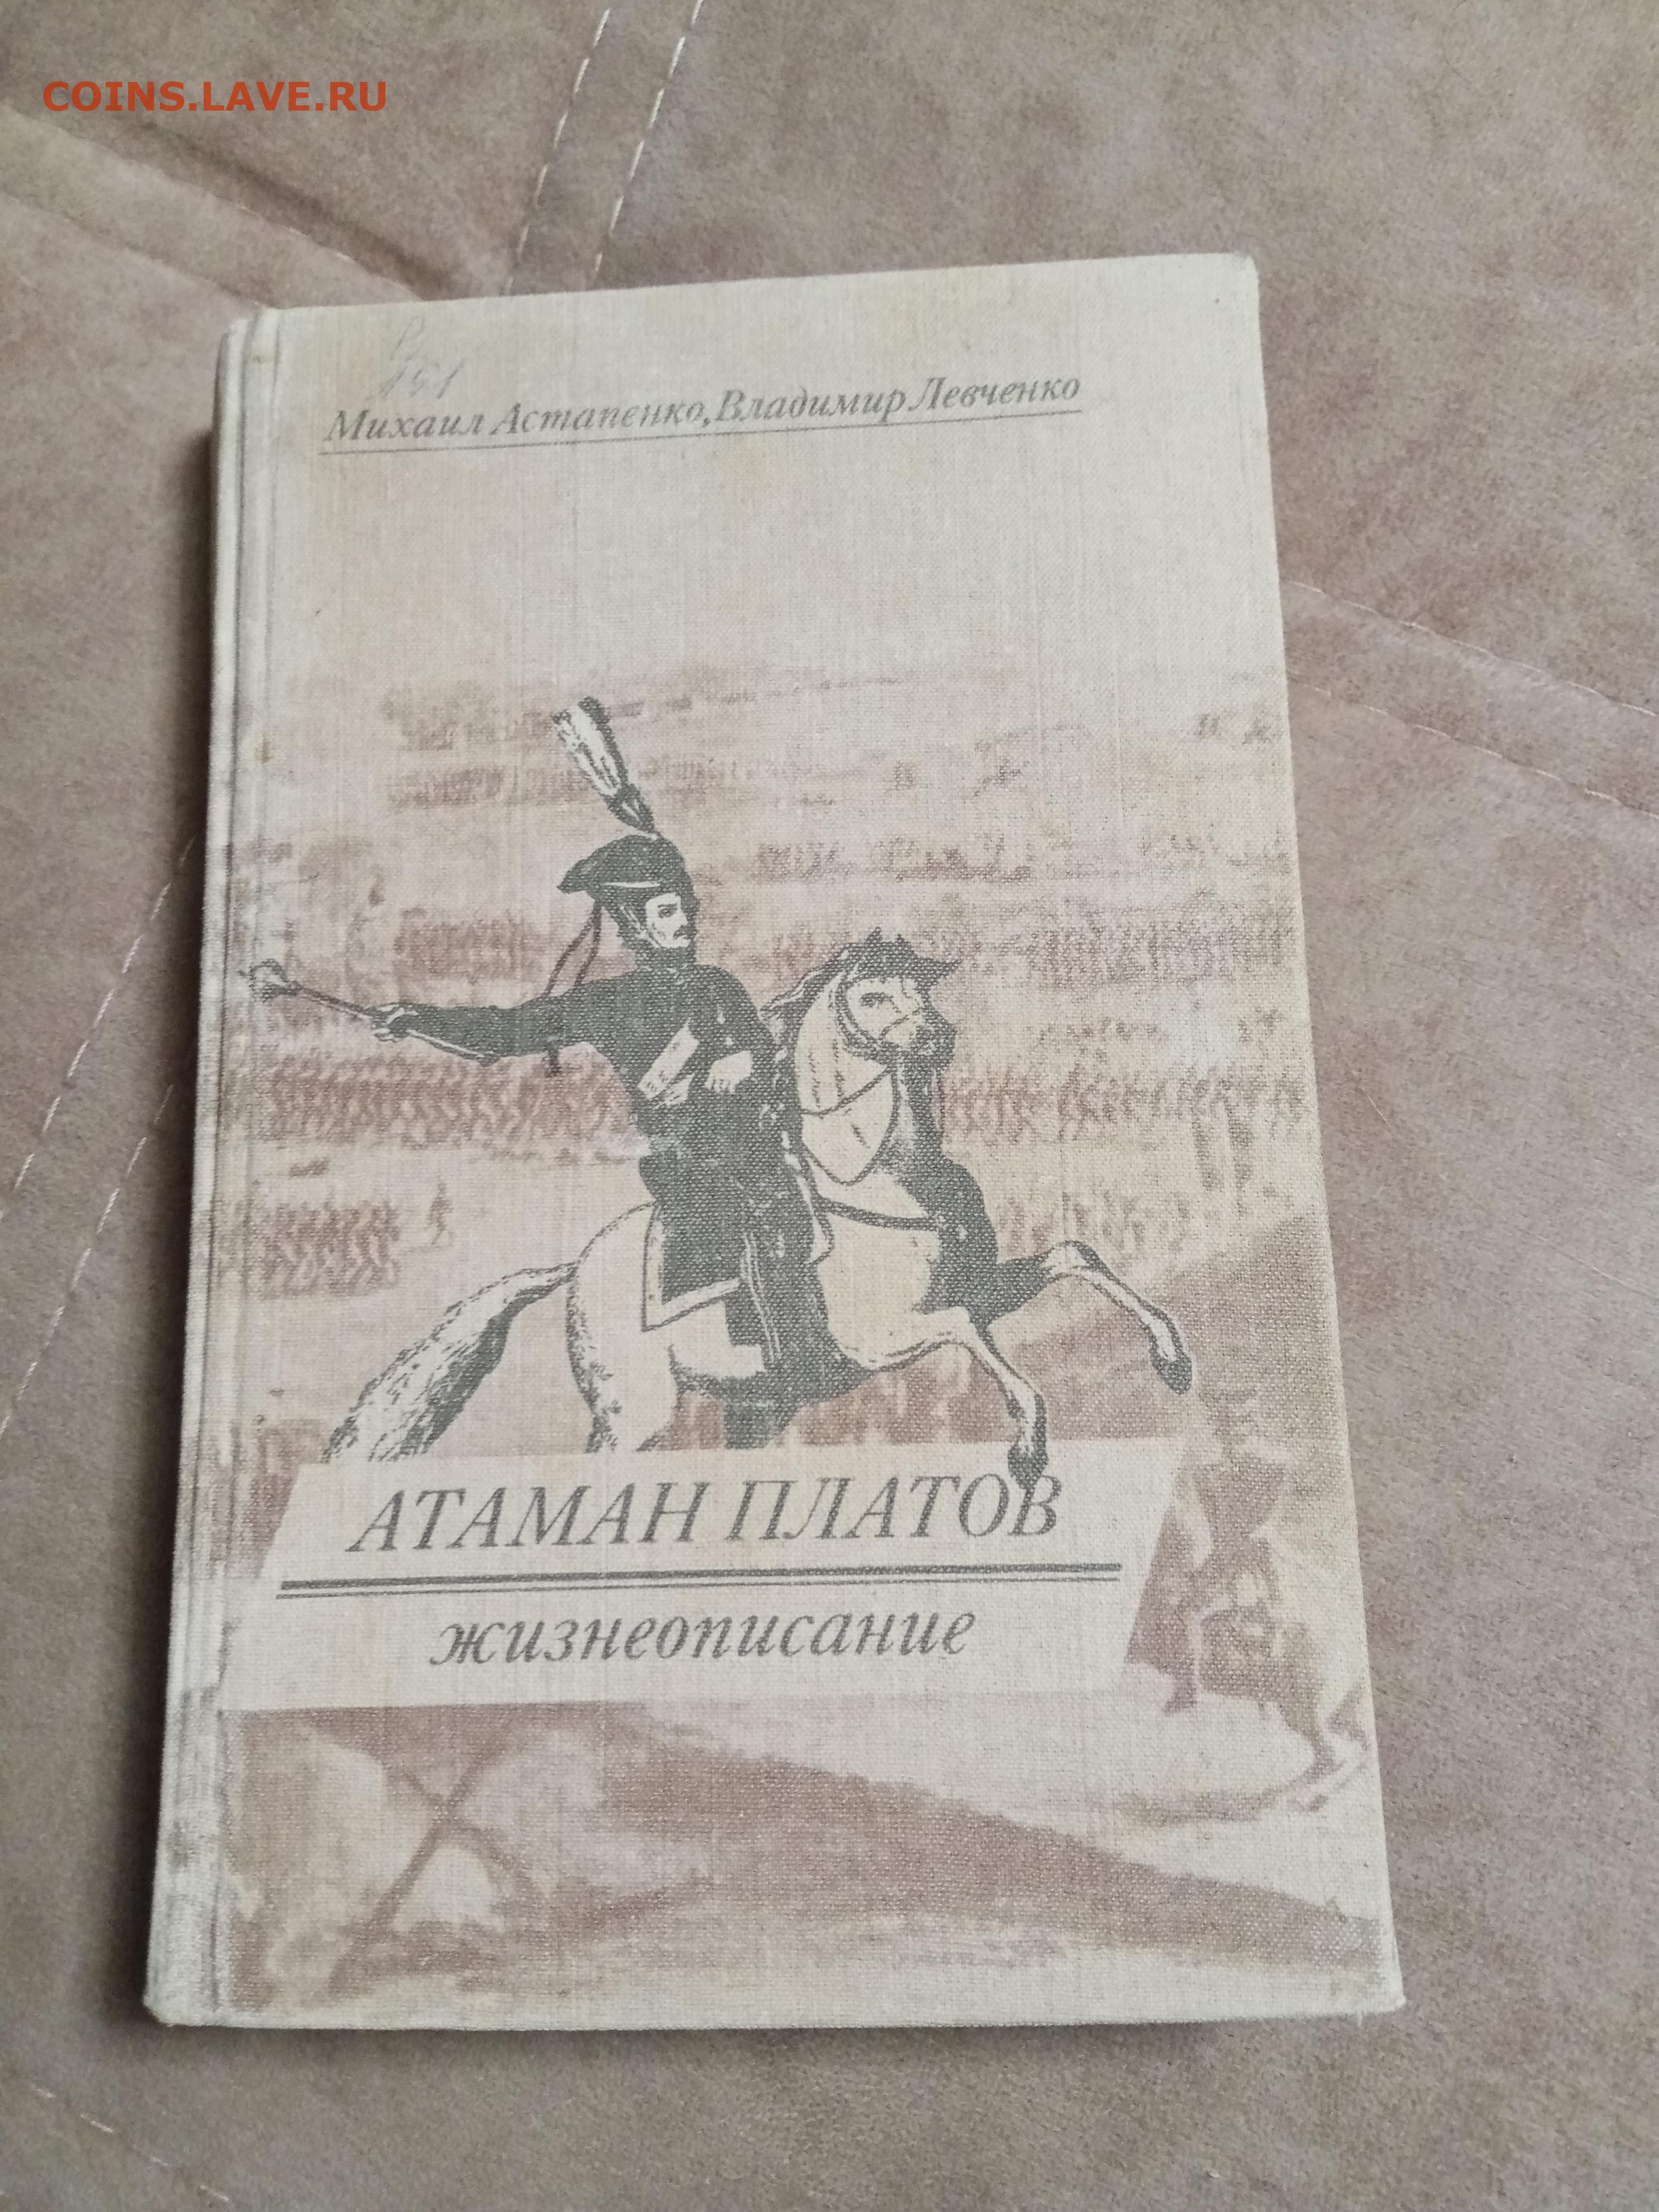 COINS.LAVE.RU
Михаил Астапенко, Владимир Левченко
АТАМАН ПЛАТОВ
жизнеописание